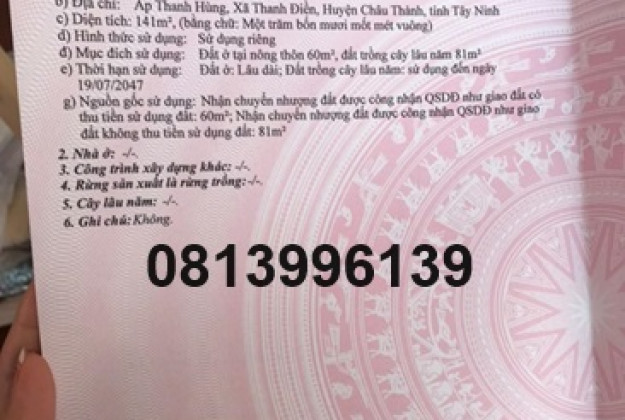 b) Địa chỉ: Ấp Thanh Hùng, Xã Thanh Điền, Huyện Châu Thành, tỉnh Tây Ninh
c) Diện tích: 141m², (bằng chữ: Một trăm bốn mươi mốt mét vuông)
d) Hình thức sử dụng: Sử dụng riêng
đ) Mục đích sử dụng: Đất ở tại nông thôn 60m², đất trồng cây lâu năm 81m²
e) Thời hạn sử dụng: Đất ở: Lâu dài; Đất trồng cây lâu năm: sử dụng đến ngày
19/07/2047
g) Nguồn gốc sử dụng: Nhận chuyển nhượng đất được công nhận QSDĐ như giao đất có
thu tiền sử dụng đất: 60m²; Nhận chuyển nhượng đất được công nhận QSDĐ như giao
đất không thu tiền sử dụng đất: 81m²
2. Nhà ở: -/-.
3. Công trình xây dựng khác: -/-.
4. Rừng sản xuất là rừng trồng: -/-.
5. Cây lâu năm: -/-.
6. Ghi chú: Không.
0813996139